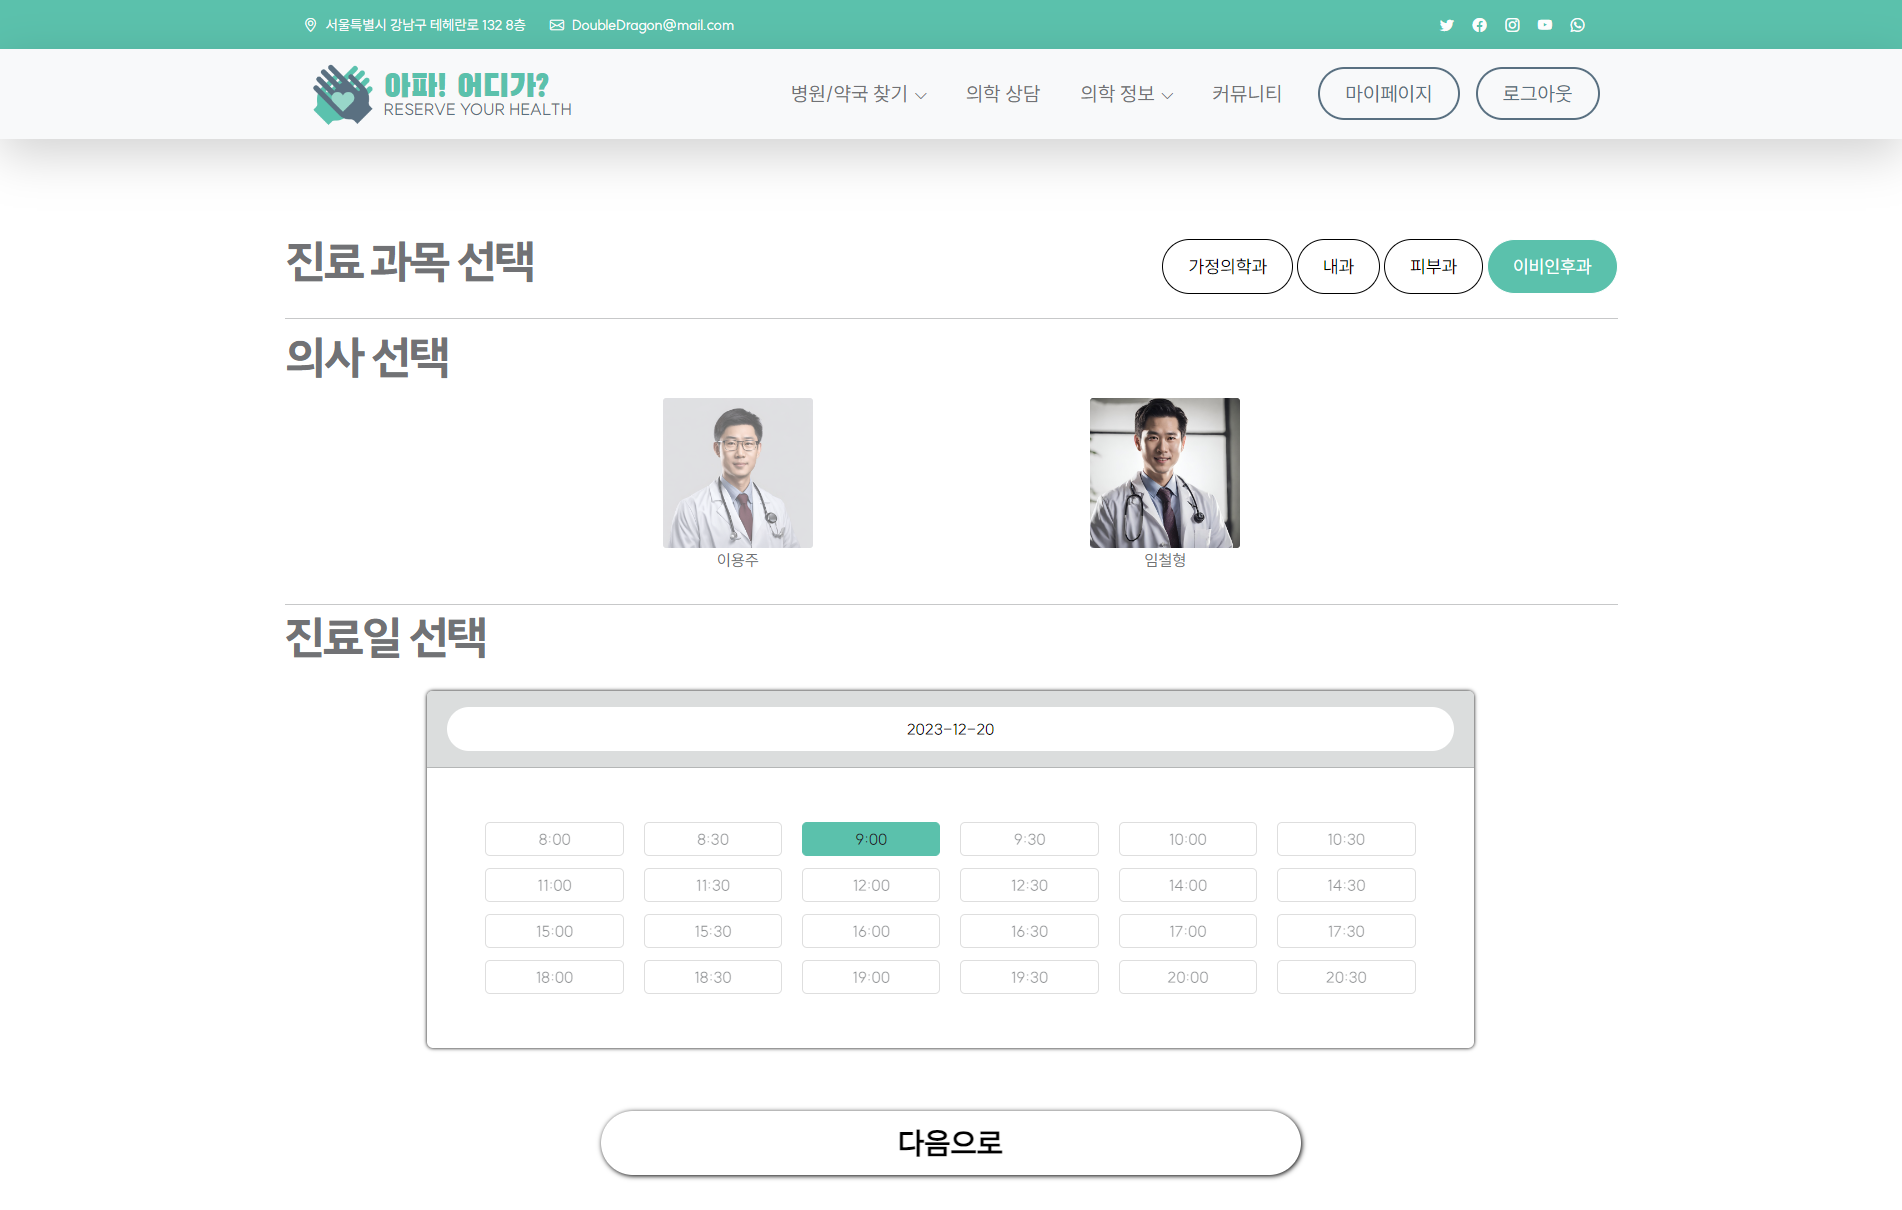 서울특별시 강남구 테헤란로 132 8층 DoubleDragon@mail.com
아파! 어디가?
RESERVE YOUR HEALTH
병원/약국 찾기 의학 상담 의학 정보 커뮤니티 마이페이지 로그아웃
진료 과목 선택 가정의학과 내과 피부과 이비인후과
의사 선택
이용주 임철형
진료일 선택
2023-12-20
8:00 8:30 9:00 9:30 10:00 10:30
11:00 11:30 12:00 12:30 14:00 14:30
15:00 15:30 16:00 16:30 17:00 17:30
18:00 18:30 19:00 19:30 20:00 20:30
다음으로